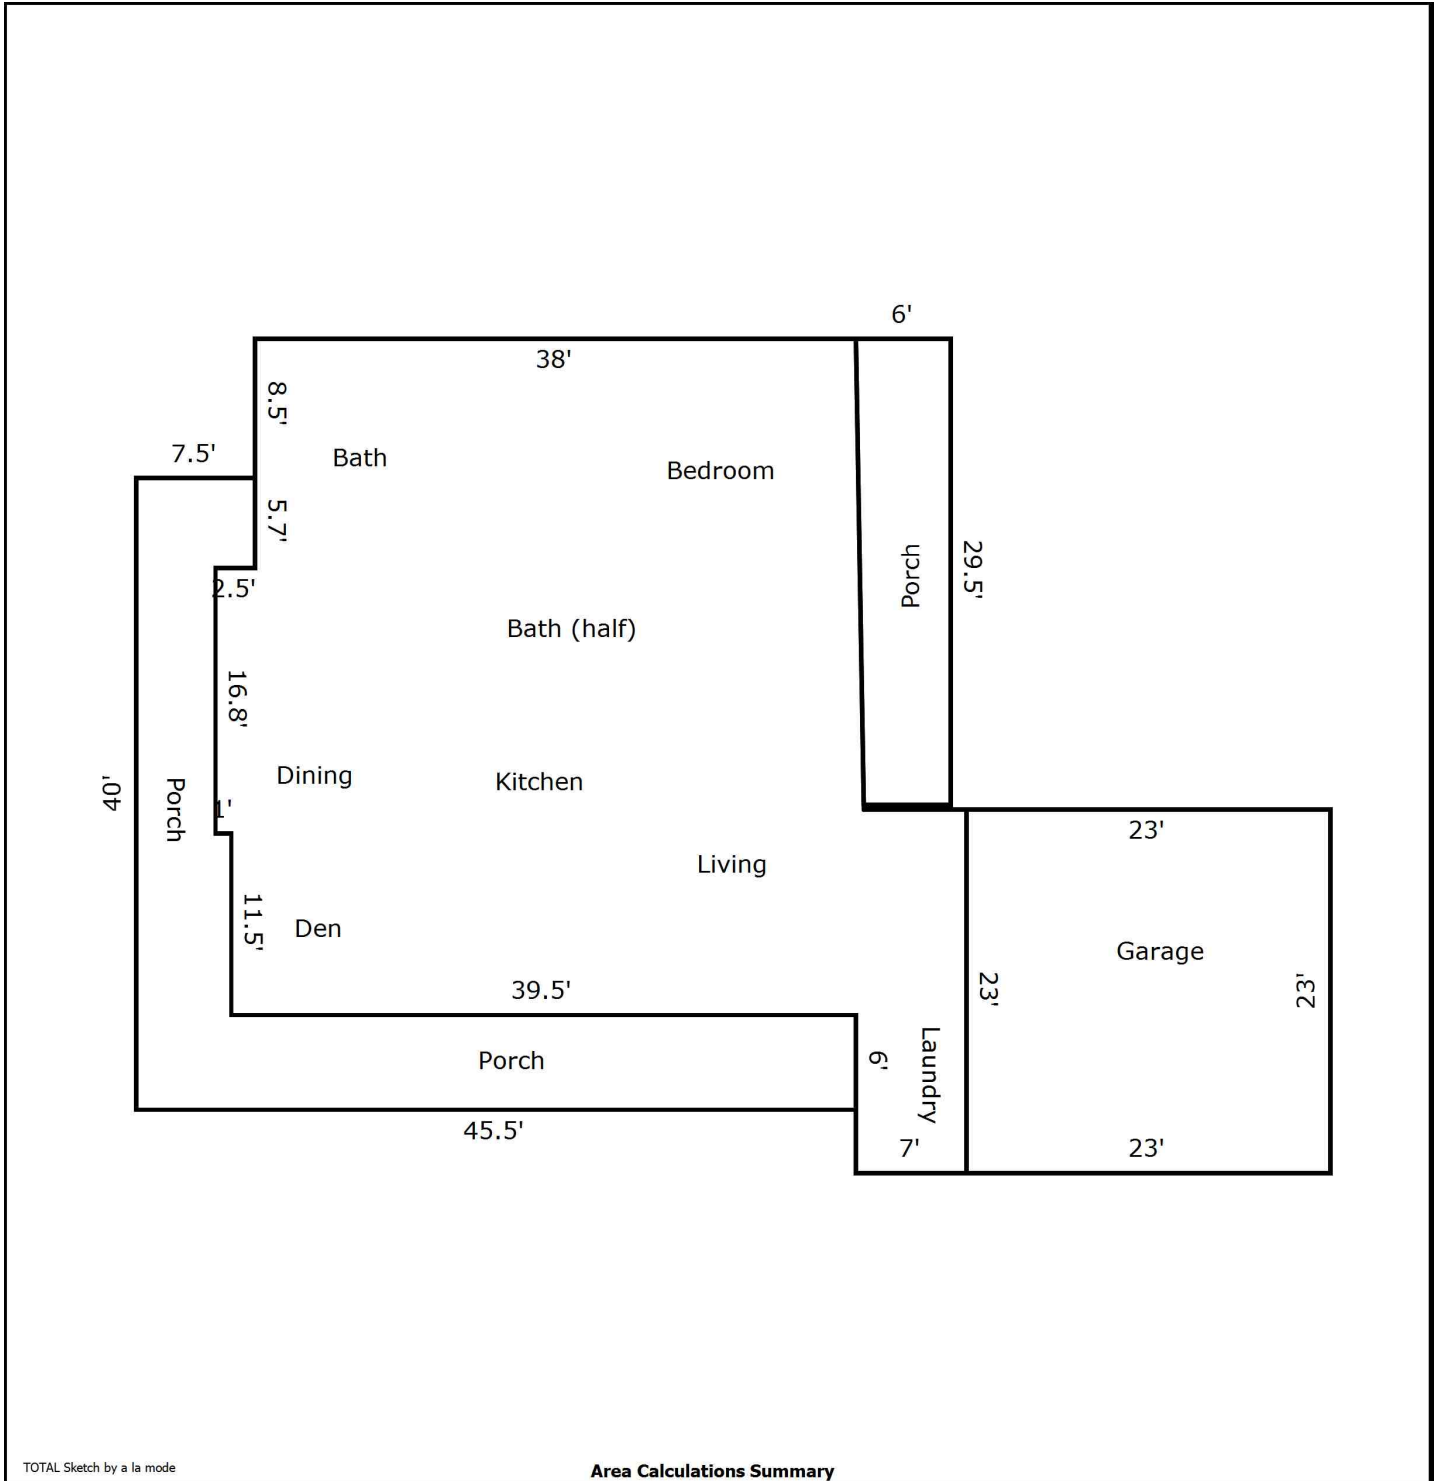 6'
38'
8.5'
7.5'
Bath
Bedroom
5.7'
Porch
29.5'
2.5'
Bath (half)
16.8'
Dining
Kitchen
40'
Porch
1'
23'
Living
11.5'
Den
Garage
39.5'
23'
23'
Laundry
Porch
6'
45.5'
7'
23'
TOTAL Sketch by a la mode
Area Calculations Summary